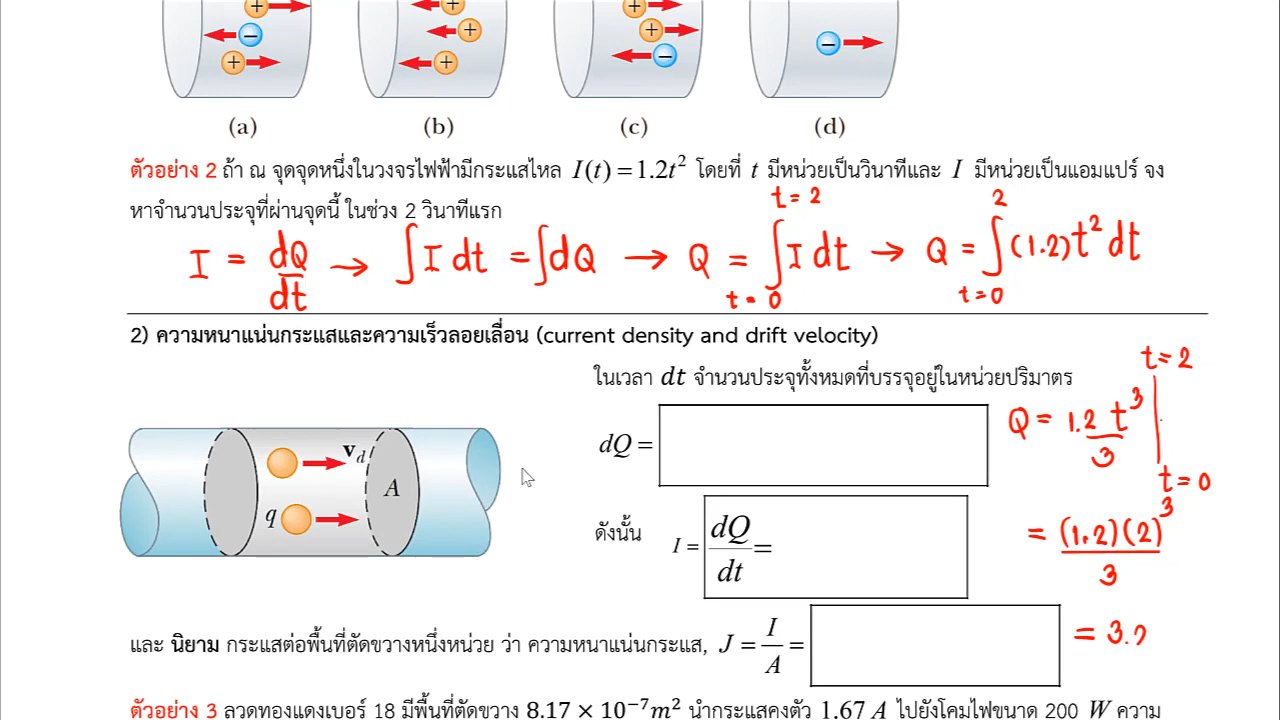 (a) (b) (c) (d)
ตัวอย่าง 2 ถ้า ณ จุดจุดหนึ่งในวงจรไฟฟ้ามีกระแสไหล I(t) = 1.2t² โดยที่ t มีหน่วยเป็นวินาทีและ I มีหน่วยเป็นแอมแปร์ จง
หาจำนวนประจุที่ผ่านจุดนี้ ในช่วง 2 วินาทีแรก
I = dQ/dt → ∫ I dt = ∫ dQ → Q = ∫_{t=0}^{t=2} I dt → Q = ∫_{t=0}^{2} (1.2)t² dt
2) ความหนาแน่นกระแสและความเร็วลอยเลื่อน (current density and drift velocity)
ในเวลา dt จำนวนประจุทั้งหมดที่บรรจุอยู่ในหน่วยปริมาตร
dQ =
Q = 1.2 t³/3 |_{t=0}^{t=2}
v_d
A
q
ดังนั้น I = dQ/dt =
= (1.2)(2)³/3
และ นิยาม กระแสต่อพื้นที่ตัดขวางหนึ่งหน่วย ว่า ความหนาแน่นกระแส, J = I/A =
= 3.2
ตัวอย่าง 3 ลวดทองแดงเบอร์ 18 มีพื้นที่ตัดขวาง 8.17 × 10⁻⁷m² นำกระแสคงตัว 1.67 A ไปยังโคมไฟขนาด 200 W ความ